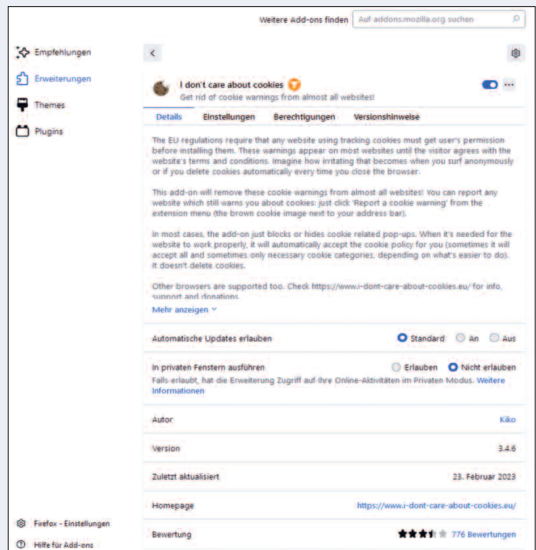 Weitere Add-ons finden
Auf addons.mozilla.org suchen
Empfehlungen
Erweiterungen
Themes
Plugins
I don't care about cookies
Get rid of cookie warnings from almost all websites!
Details Einstellungen Berechtigungen Versionshinweise
The EU regulations require that any website using tracking cookies must get user's permission
before installing them. These warnings appear on most websites until the visitor agrees with the
website's terms and conditions. Imagine how irritating that becomes when you surf anonymously
or if you delete cookies automatically every time you close the browser.
This add-on will remove these cookie warnings from almost all websites! You can report any
website which still warns you about cookies: just click 'Report a cookie warning' from the
extension menu (the brown cookie image next to your address bar).
In most cases, the add-on just blocks or hides cookie related pop-ups. When it's needed for the
website to work properly, it will automatically accept the cookie policy for you (sometimes it will
accept all and sometimes only necessary cookie categories, depending on what's easier to do).
It doesn't delete cookies.
Other browsers are supported too. Check https://www.i-dont-care-about-cookies.eu/ for info,
support and donations.
Mehr anzeigen
Automatische Updates erlauben Standard An Aus
In privaten Fenstern ausführen Erlauben Nicht erlauben
Falls erlaubt, hat die Erweiterung Zugriff auf Ihre Online-Aktivitäten im Privaten Modus. Weitere
Informationen
Autor Kiko
Version 3.4.6
Zuletzt aktualisiert 23. Februar 2023
Homepage https://www.i-dont-care-about-cookies.eu/
Bewertung 776 Bewertungen
Firefox - Einstellungen
Hilfe für Add-ons